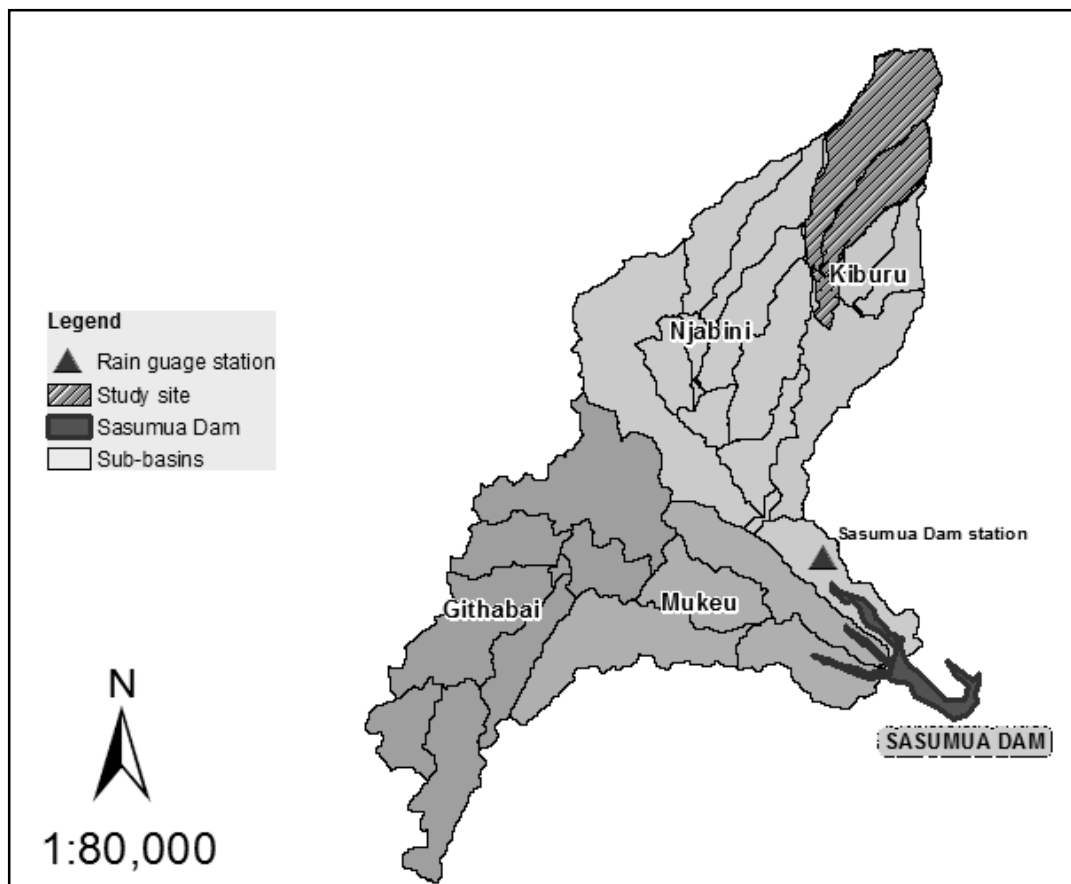 Kiburu
Njabini
Legend
Rain guage station
Study site
Sasumua Dam
Sub-basins
Sasumua Dam station
Githabai
Mukeu
N
SASUMUA DAM
1:80,000